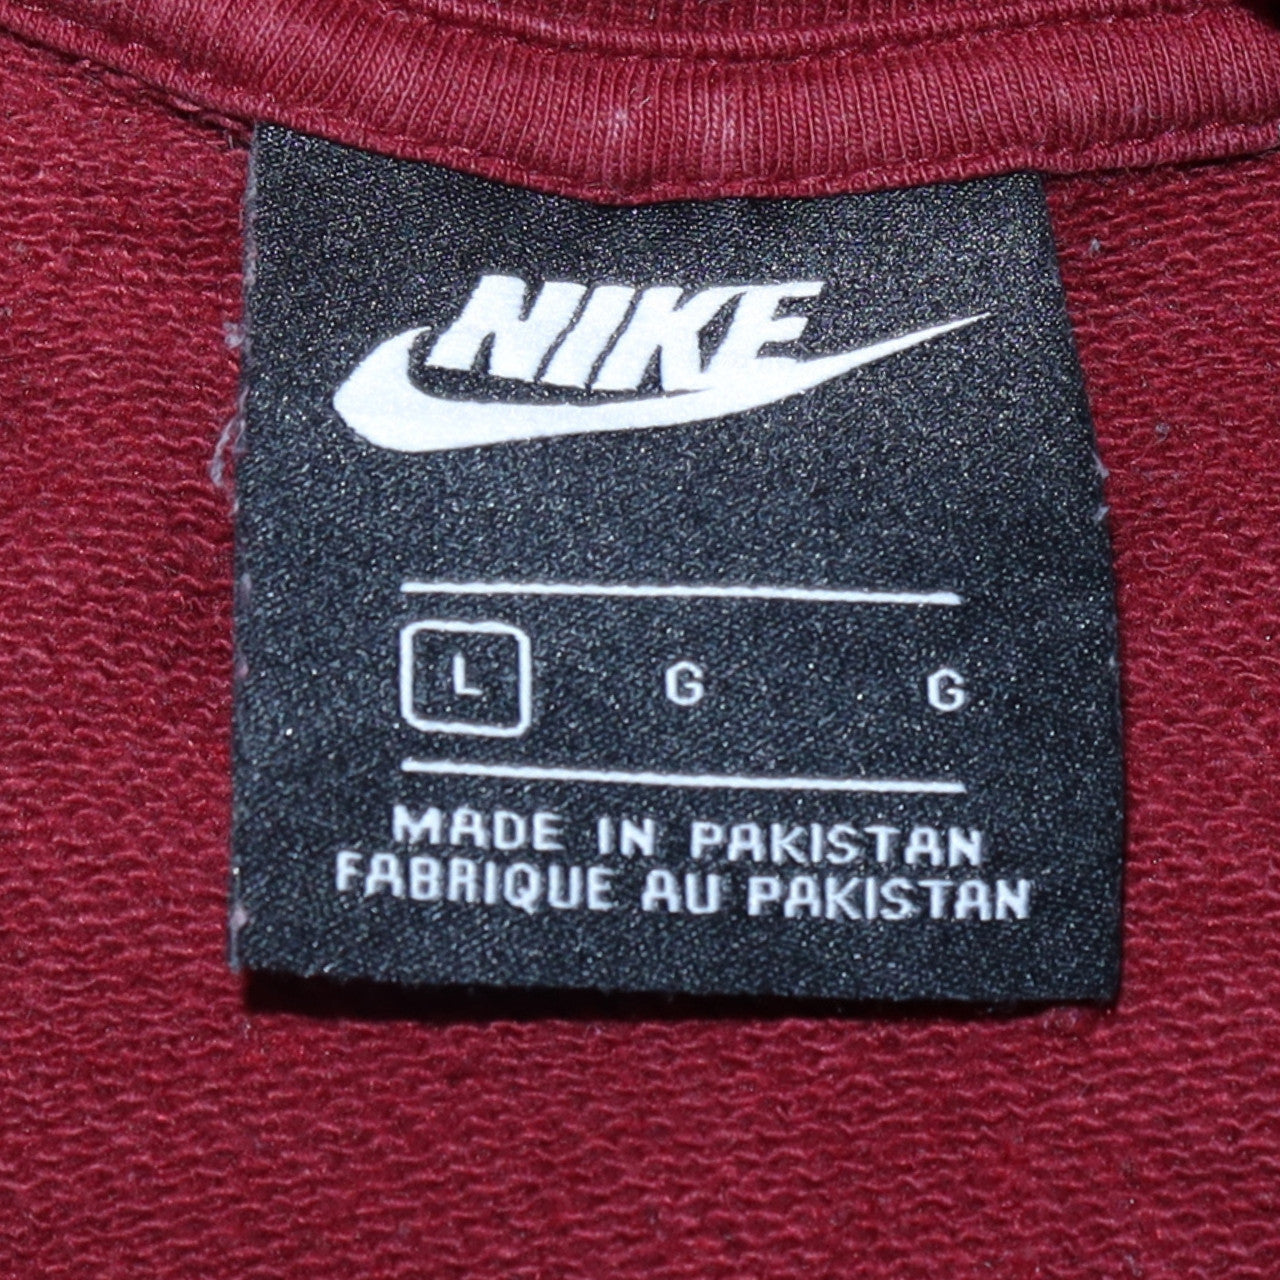 NIKE
L G G
MADE IN PAKISTAN
FABRIQUE AU PAKISTAN